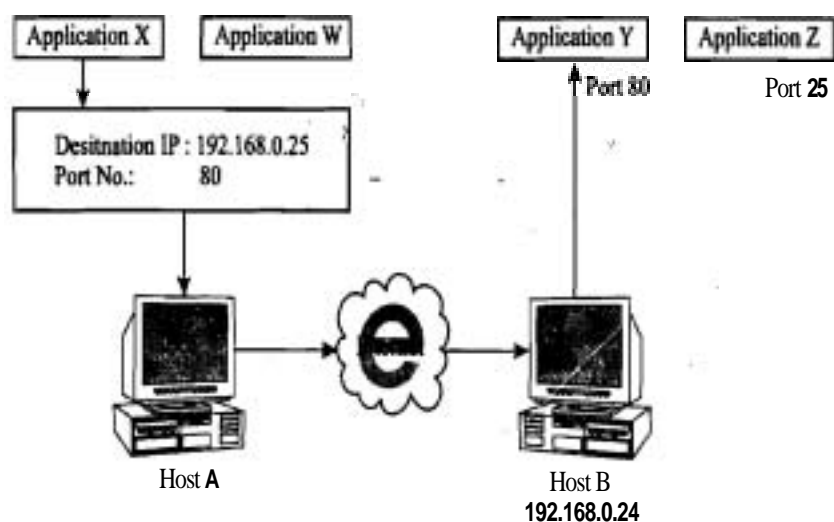 Application X
Application W
Application Y
Application Z
Port 80
Port 25
Desitnation IP : 192.168.0.25
Port No.: 80
Host A
Host B
192.168.0.24